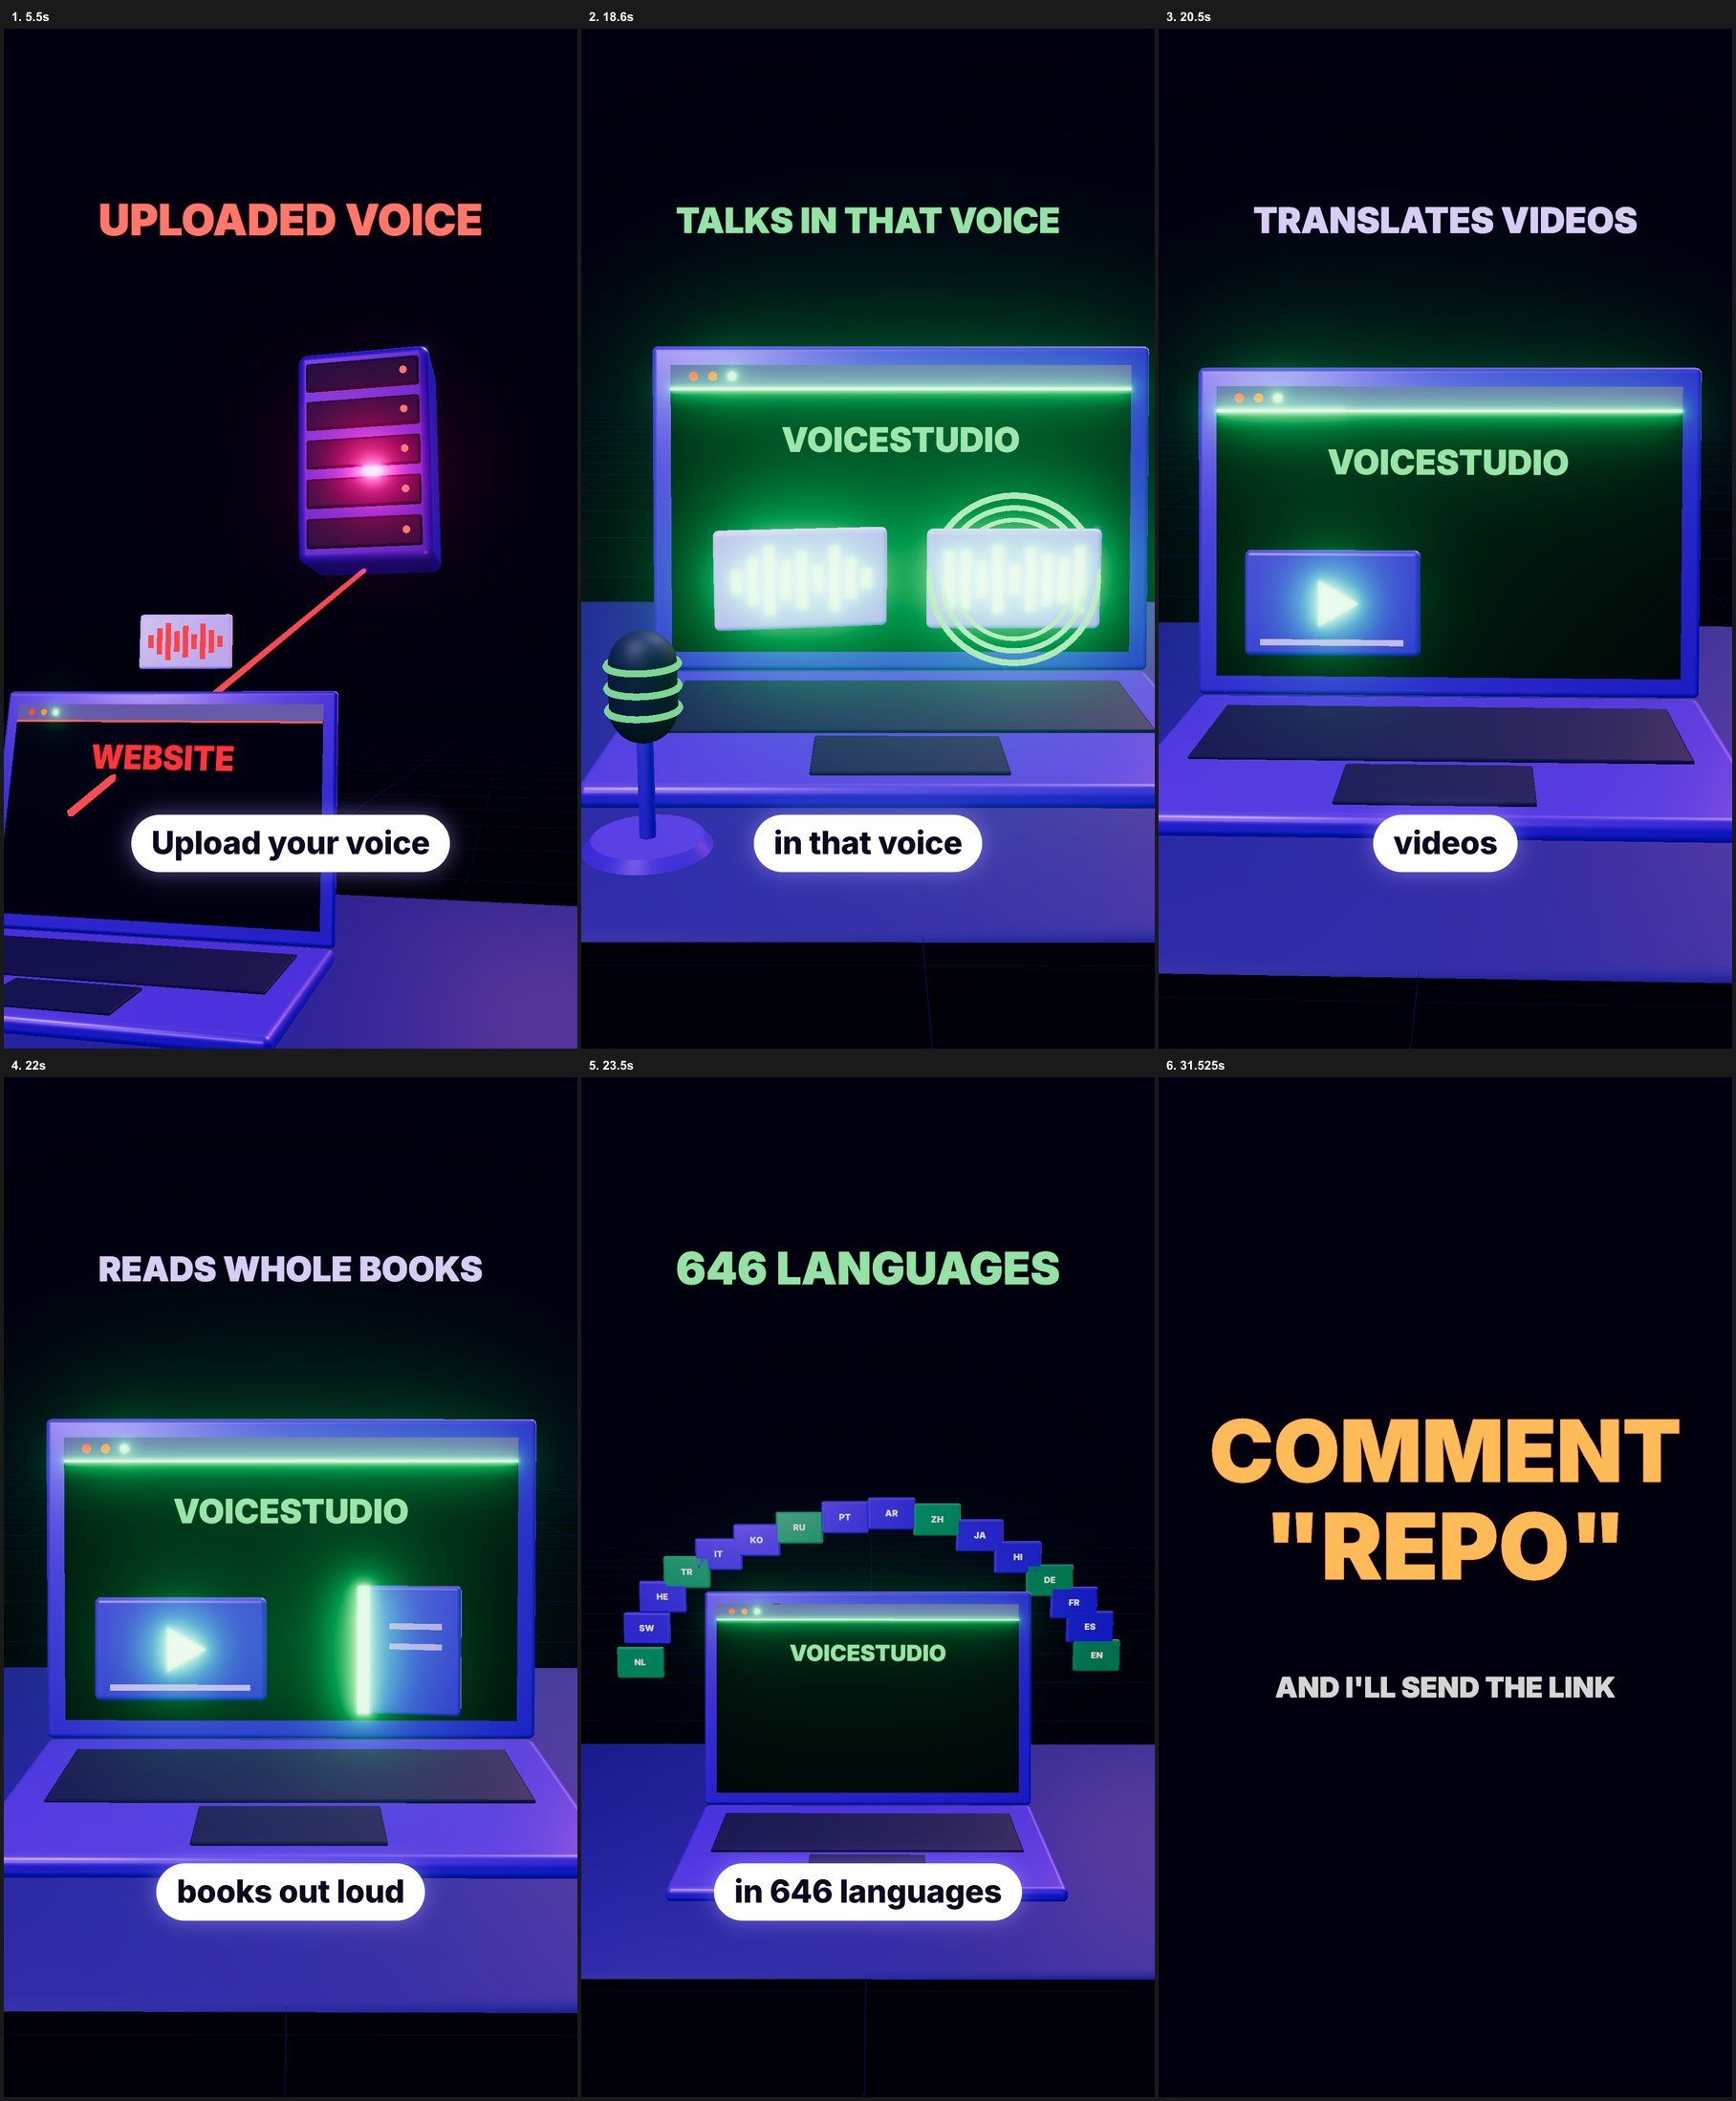 1. 5.5s
UPLOADED VOICE
WEBSITE
Upload your voice
2. 18.6s
TALKS IN THAT VOICE
VOICESTUDIO
in that voice
3. 20.5s
TRANSLATES VIDEOS
VOICESTUDIO
videos
4. 22s
READS WHOLE BOOKS
VOICESTUDIO
books out loud
5. 23.5s
646 LANGUAGES
NL
SW
HE
TR
IT
KO
RU
PT
AR
ZH
JA
HI
DE
FR
ES
EN
VOICESTUDIO
in 646 languages
6. 31.525s
COMMENT
"REPO"
AND I'LL SEND THE LINK